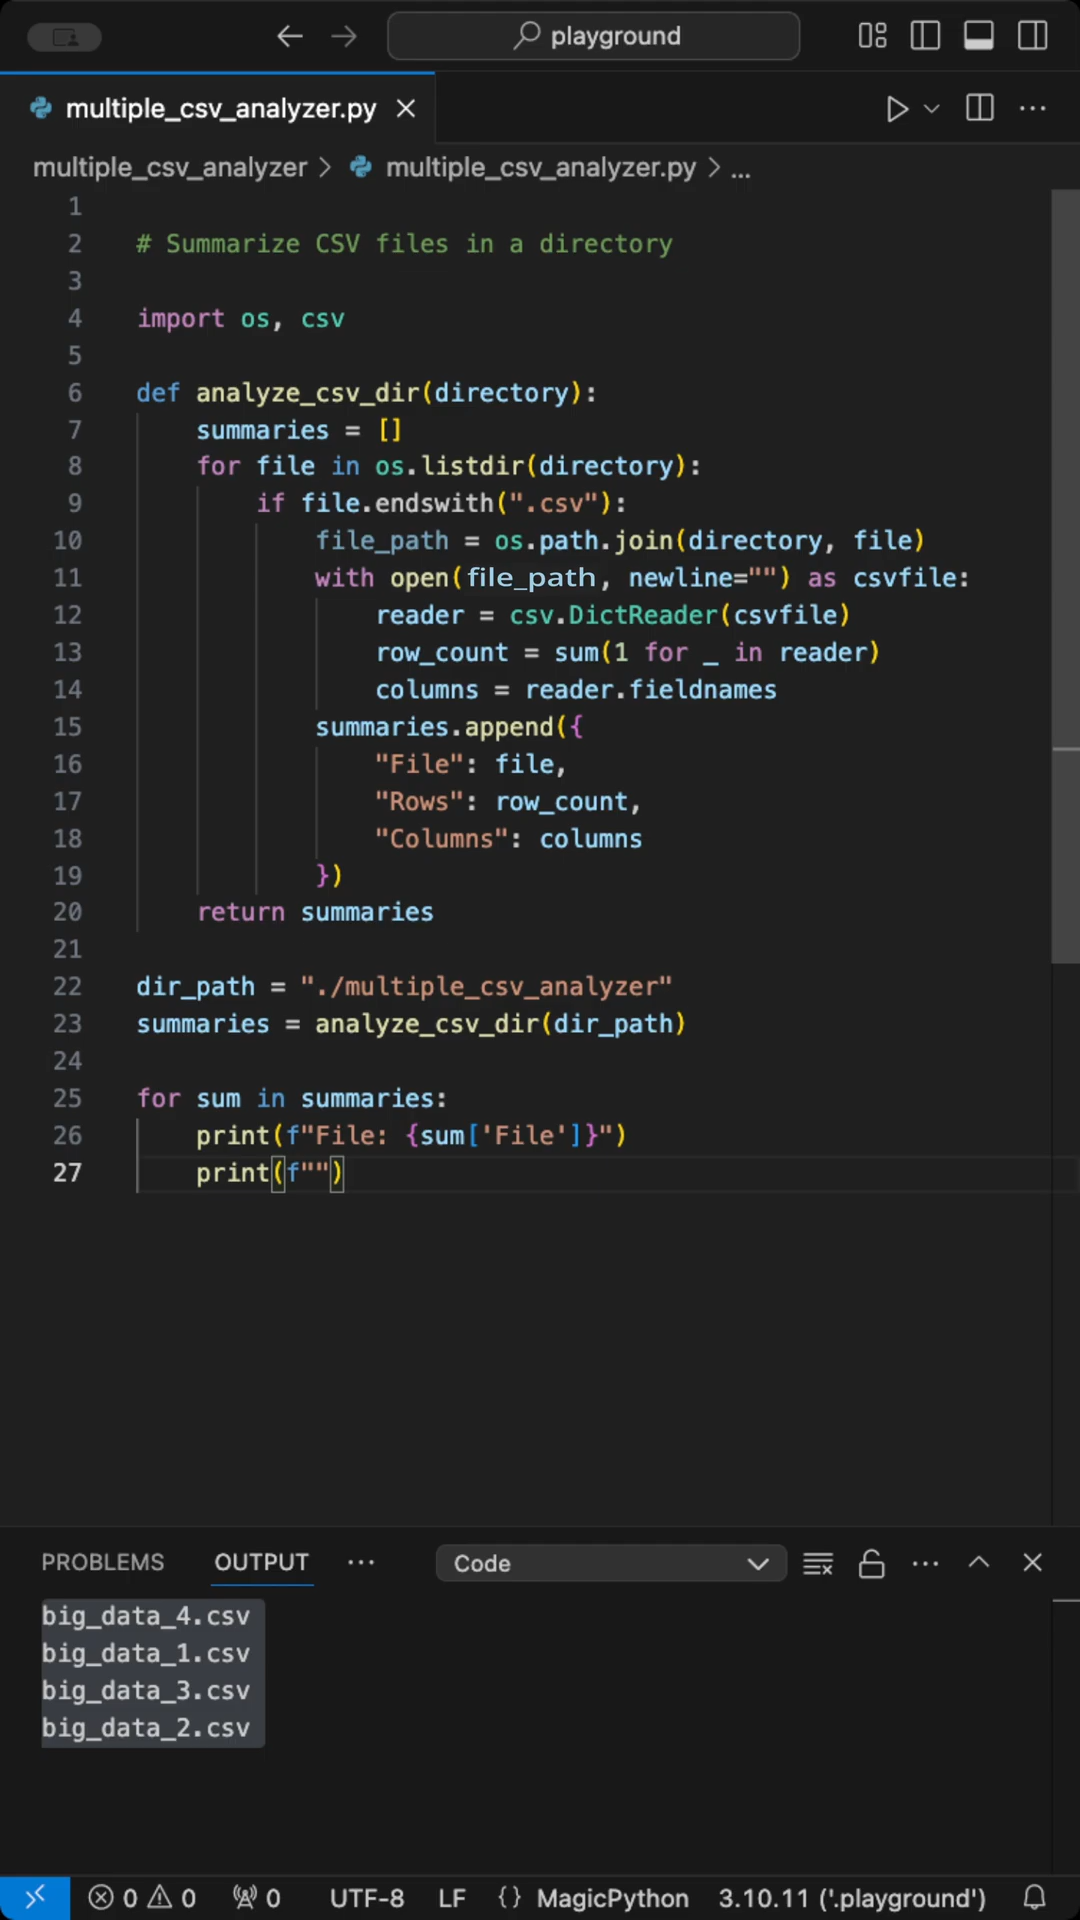 playground
multiple_csv_analyzer.py
multiple_csv_analyzer > multiple_csv_analyzer.py > ...
1
2 # Summarize CSV files in a directory
3
4 import os, csv
5
6 def analyze_csv_dir(directory):
7     summaries = []
8     for file in os.listdir(directory):
9         if file.endswith(".csv"):
10             file_path = os.path.join(directory, file)
11             with open(file_path, newline="") as csvfile:
12                 reader = csv.DictReader(csvfile)
13                 row_count = sum(1 for _ in reader)
14                 columns = reader.fieldnames
15             summaries.append({
16                 "File": file,
17                 "Rows": row_count,
18                 "Columns": columns
19             })
20     return summaries
21
22 dir_path = "./multiple_csv_analyzer"
23 summaries = analyze_csv_dir(dir_path)
24
25 for sum in summaries:
26     print(f"File: {sum['File']}")
27     print(f"")
PROBLEMS OUTPUT ··· Code
big_data_4.csv
big_data_1.csv
big_data_3.csv
big_data_2.csv
0 0 0 UTF-8 LF {} MagicPython 3.10.11 ('.playground')